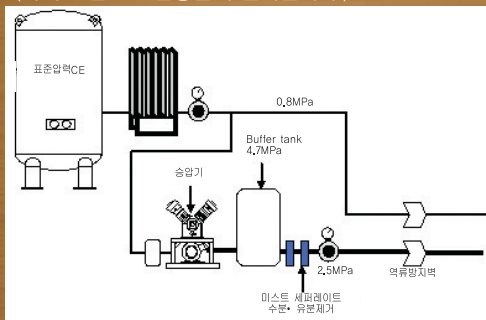 표준압력CE
0.8MPa
Buffer tank
4.7MPa
승압기
2.5MPa
역류방지벽
미스트 세퍼레이트
수분· 유분제거